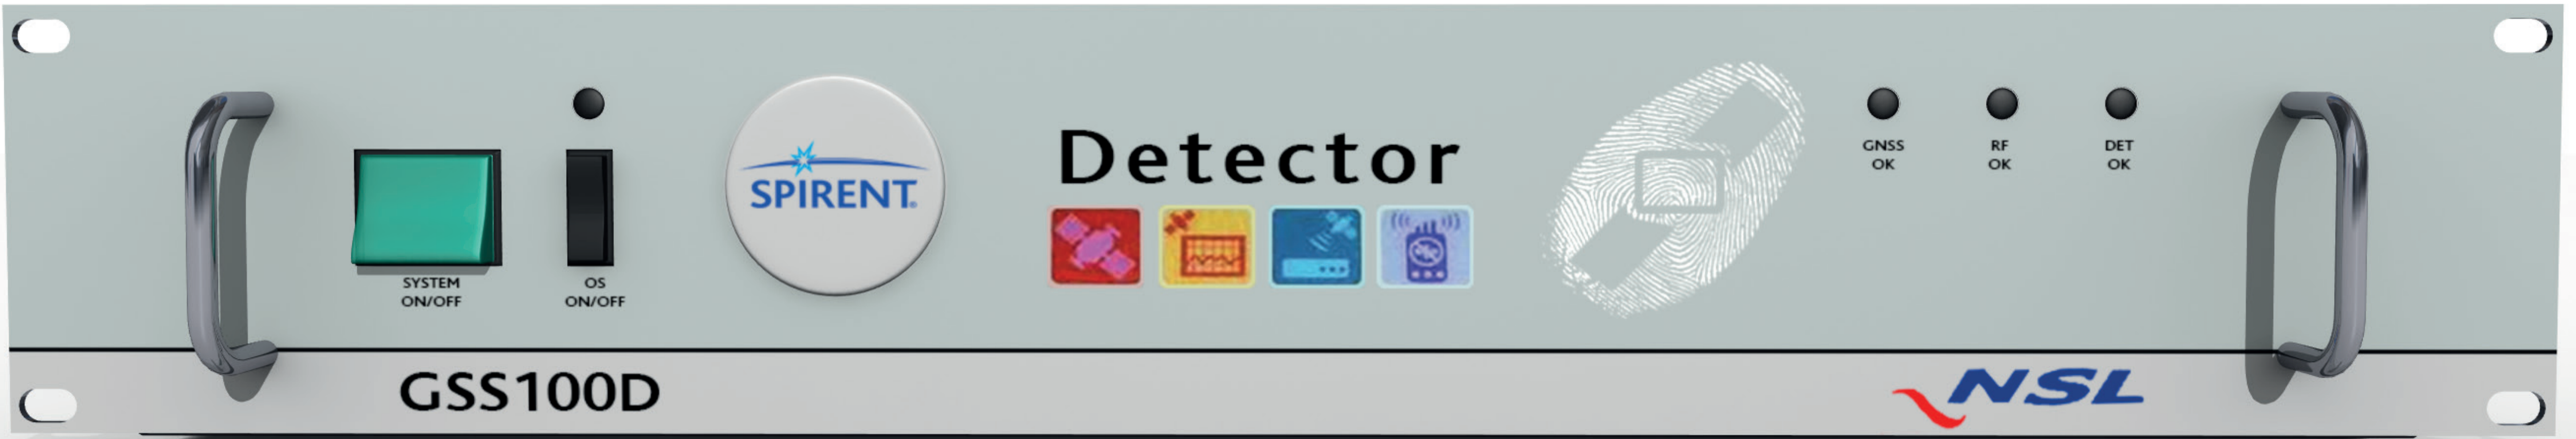 SYSTEM
ON/OFF
OS
ON/OFF
SPIRENT®
Detector
GNSS
OK
RF
OK
DET
OK
GSS100D
NSL